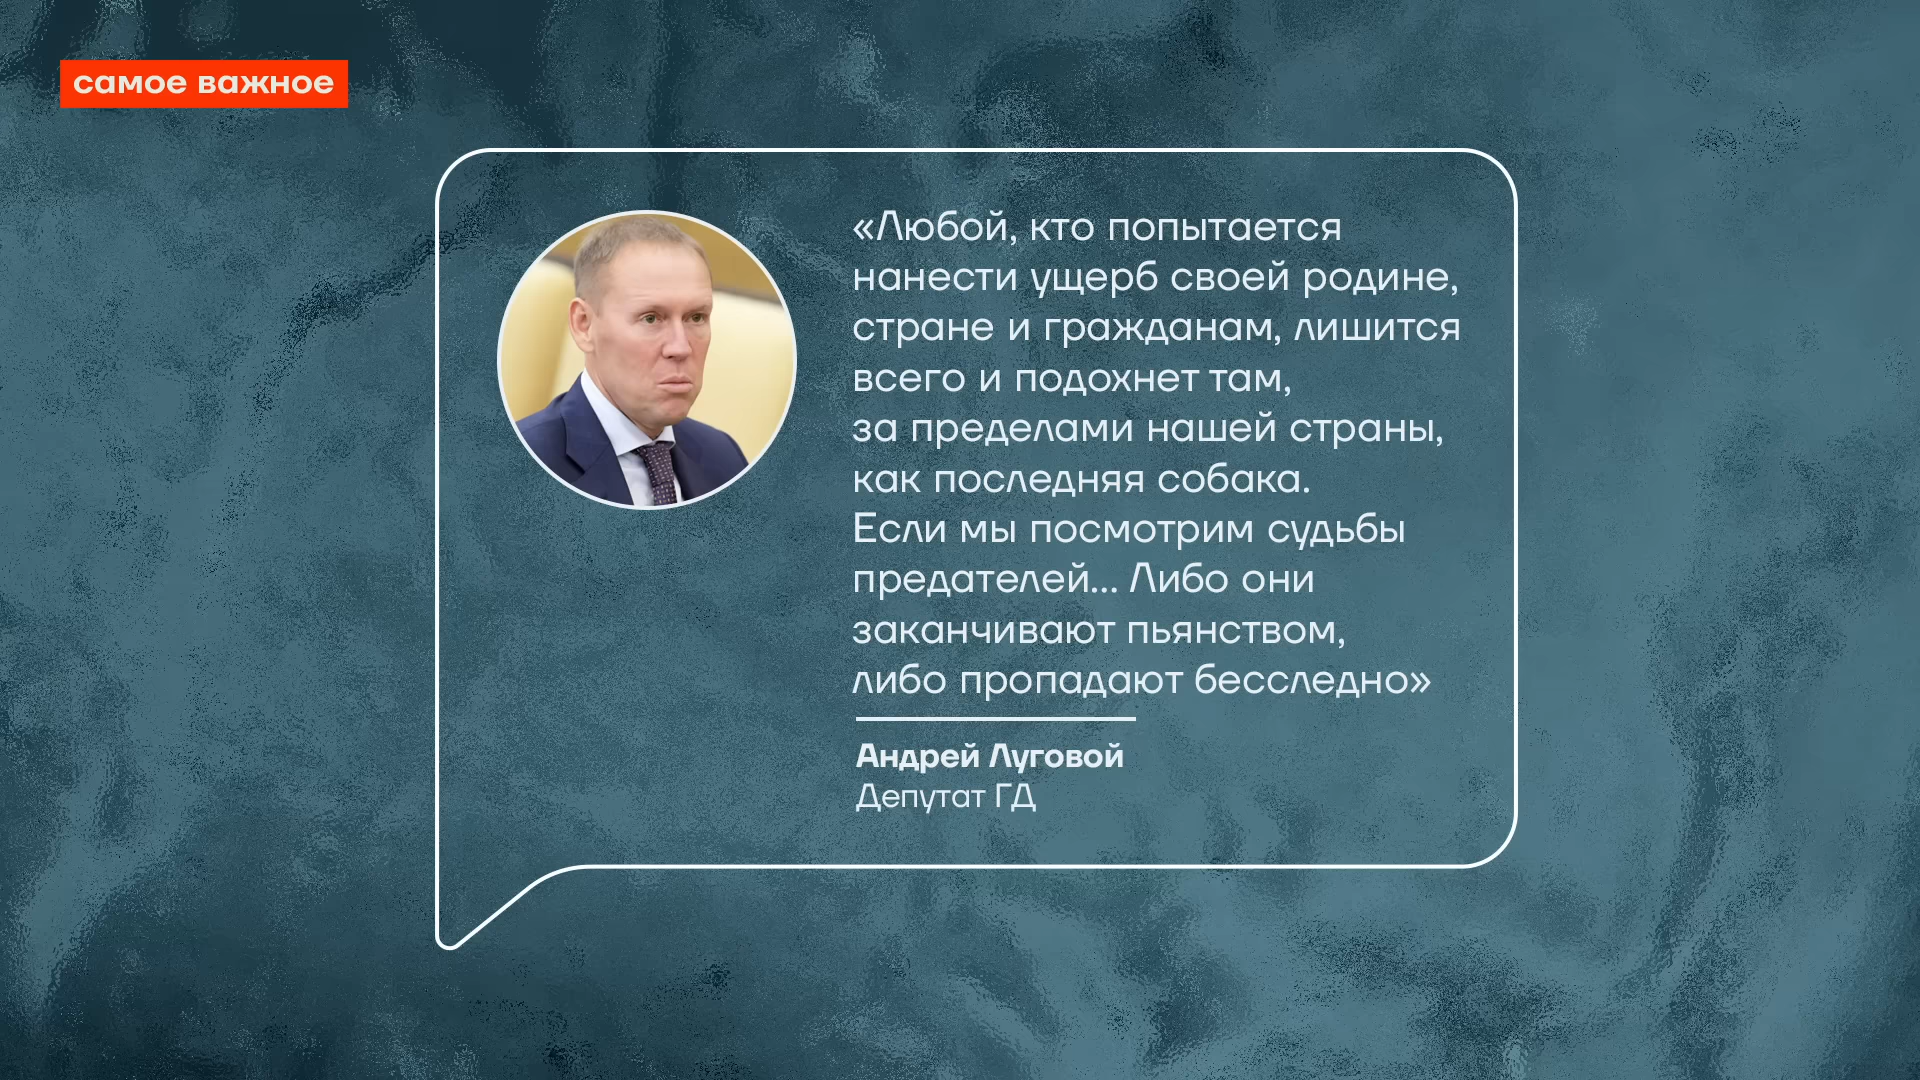 самое важное
«Любой, кто попытается
нанести ущерб своей родине,
стране и гражданам, лишится
всего и подохнет там,
за пределами нашей страны,
как последняя собака.
Если мы посмотрим судьбы
предателей... Либо они
заканчивают пьянством,
либо пропадают бесследно»
Андрей Луговой
Депутат ГД